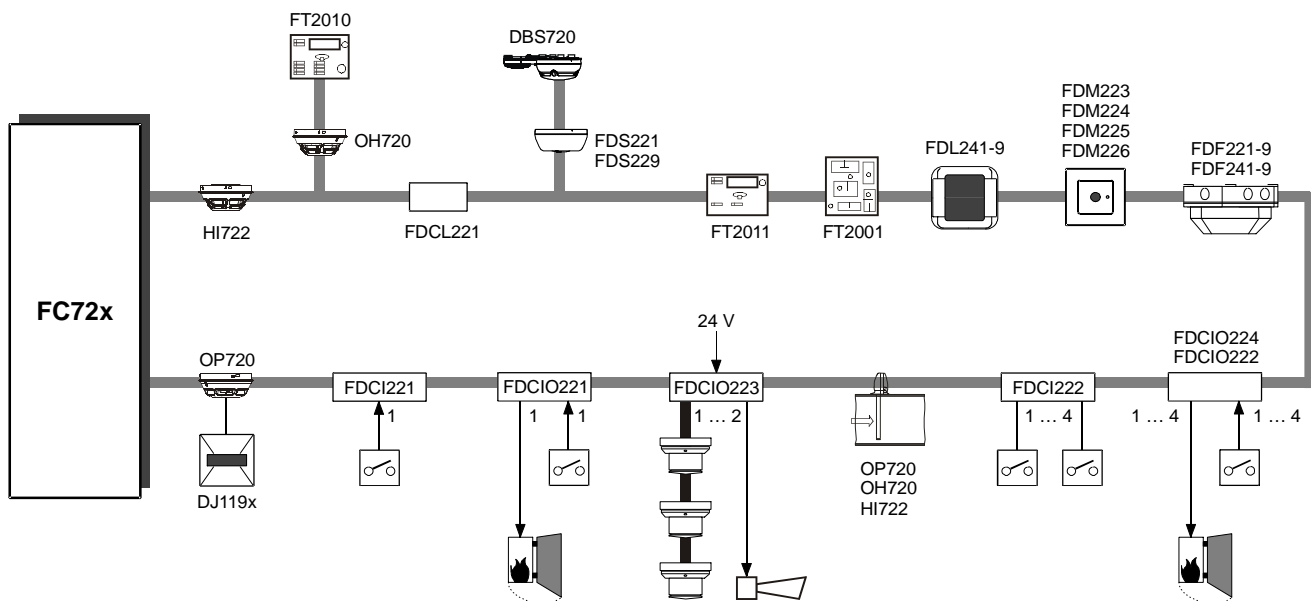 FT2010
DBS720
OH720
FDS221
FDS229
FDM223
FDM224
FDM225
FDM226
FDL241-9
FDF221-9
FDF241-9
HI722
FDCL221
FT2011
FT2001
FC72x
24 V
OP720
FDCIO224
FDCIO222
FDCI221
FDCIO221
FDCIO223
FDCI222
1
1
1
1 … 2
1 … 4
1 … 4
1 … 4
DJ119x
OP720
OH720
HI722